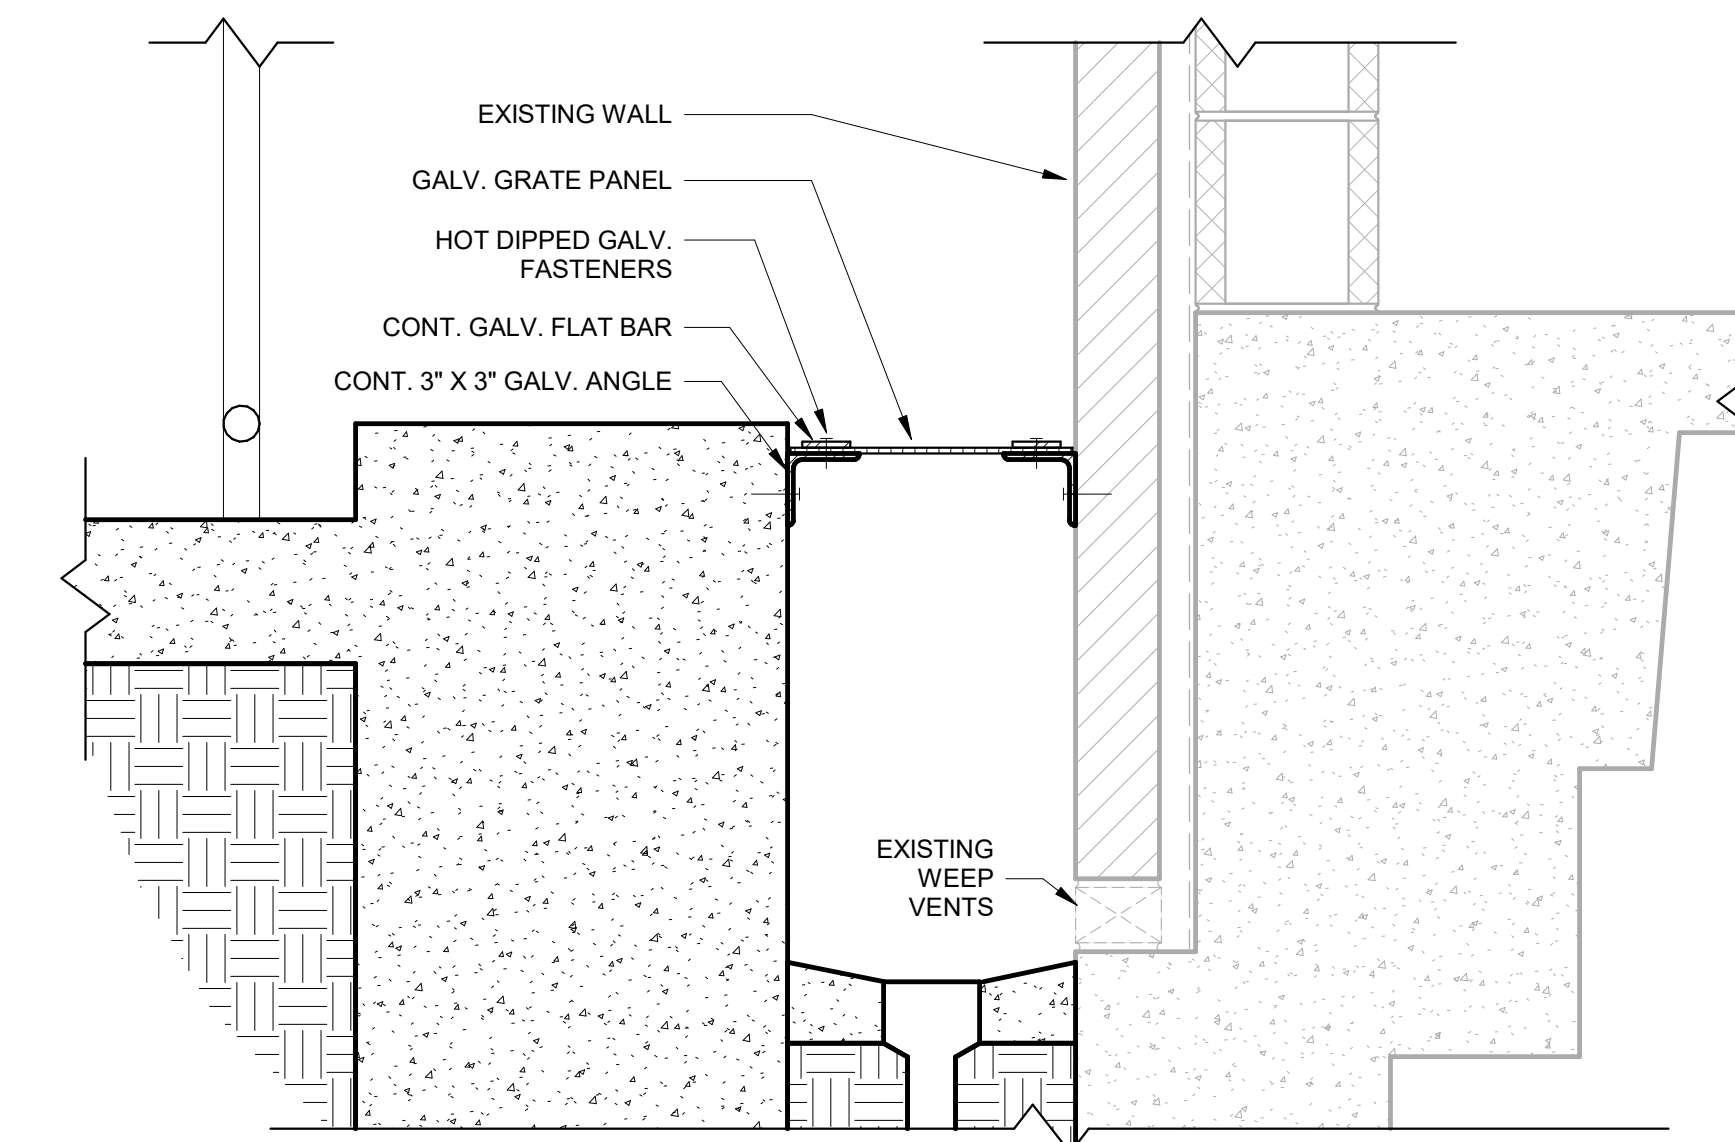 EXISTING WALL
GALV. GRATE PANEL
HOT DIPPED GALV.
FASTENERS
CONT. GALV. FLAT BAR
CONT. 3" X 3" GALV. ANGLE
EXISTING
WEEP
VENTS